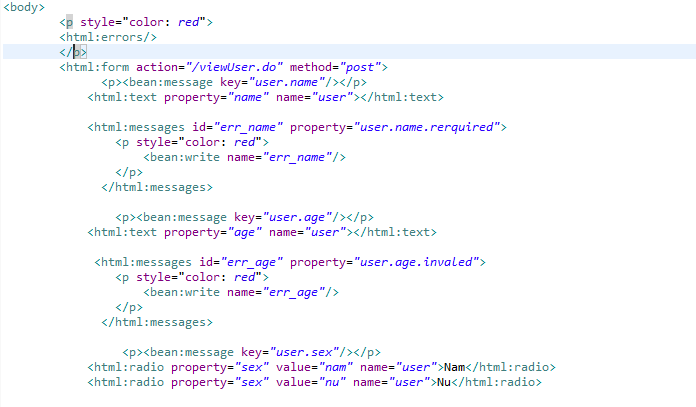 <body>
<p style="color: red">
<html:errors/>
</p>
<html:form action="/viewUser.do" method="post">
<p><bean:message key="user.name"/></p>
<html:text property="name" name="user"></html:text>
<html:messages id="err_name" property="user.name.rerquired">
<p style="color: red">
<bean:write name="err_name"/>
</p>
</html:messages>
<p><bean:message key="user.age"/></p>
<html:text property="age" name="user"></html:text>
<html:messages id="err_age" property="user.age.invaled">
<p style="color: red">
<bean:write name="err_age"/>
</p>
</html:messages>
<p><bean:message key="user.sex"/></p>
<html:radio property="sex" value="nam" name="user">Nam</html:radio>
<html:radio property="sex" value="nu" name="user">Nu</html:radio>